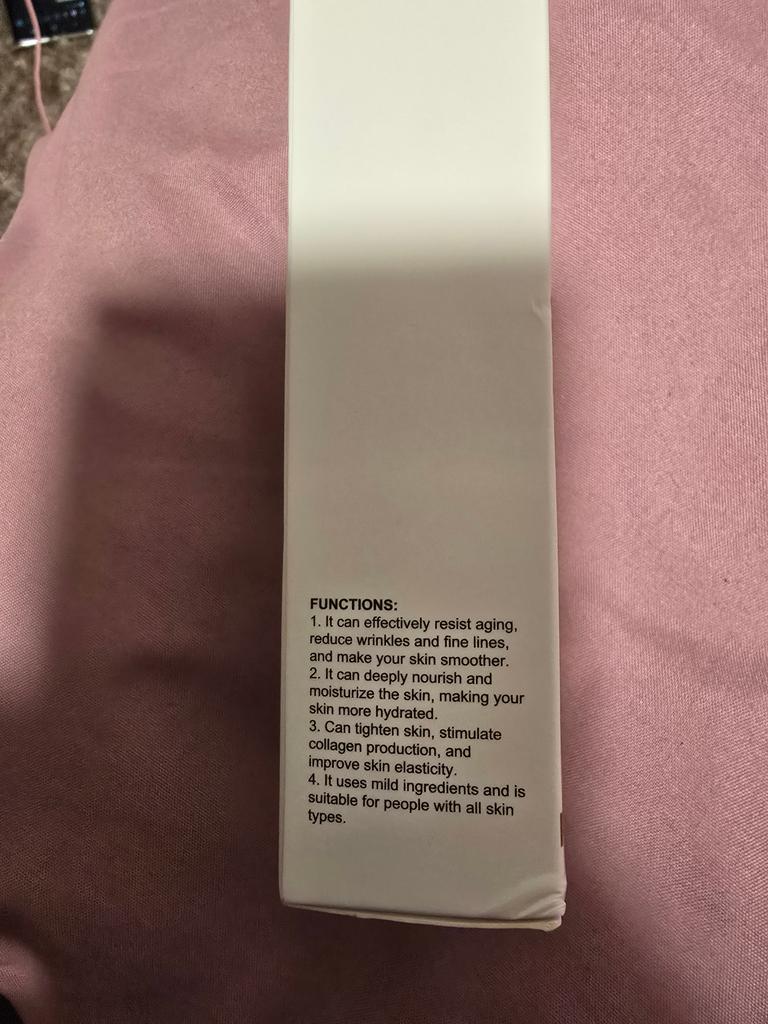 FUNCTIONS:
1. It can effectively resist aging,
reduce wrinkles and fine lines,
and make your skin smoother.
2. It can deeply nourish and
moisturize the skin, making your
skin more hydrated.
3. Can tighten skin, stimulate
collagen production, and
improve skin elasticity.
4. It uses mild ingredients and is
suitable for people with all skin
types.